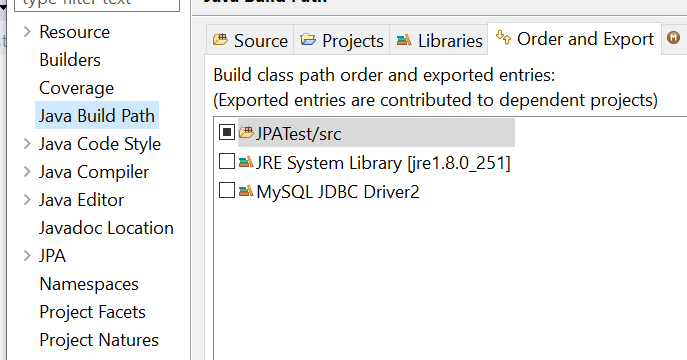 type filter text
Java Build Path
Resource
Builders
Coverage
Java Build Path
Java Code Style
Java Compiler
Java Editor
Javadoc Location
JPA
Namespaces
Project Facets
Project Natures
Source
Projects
Libraries
Order and Export
M
Build class path order and exported entries:
(Exported entries are contributed to dependent projects)
JPATest/src
JRE System Library [jre1.8.0_251]
MySQL JDBC Driver2